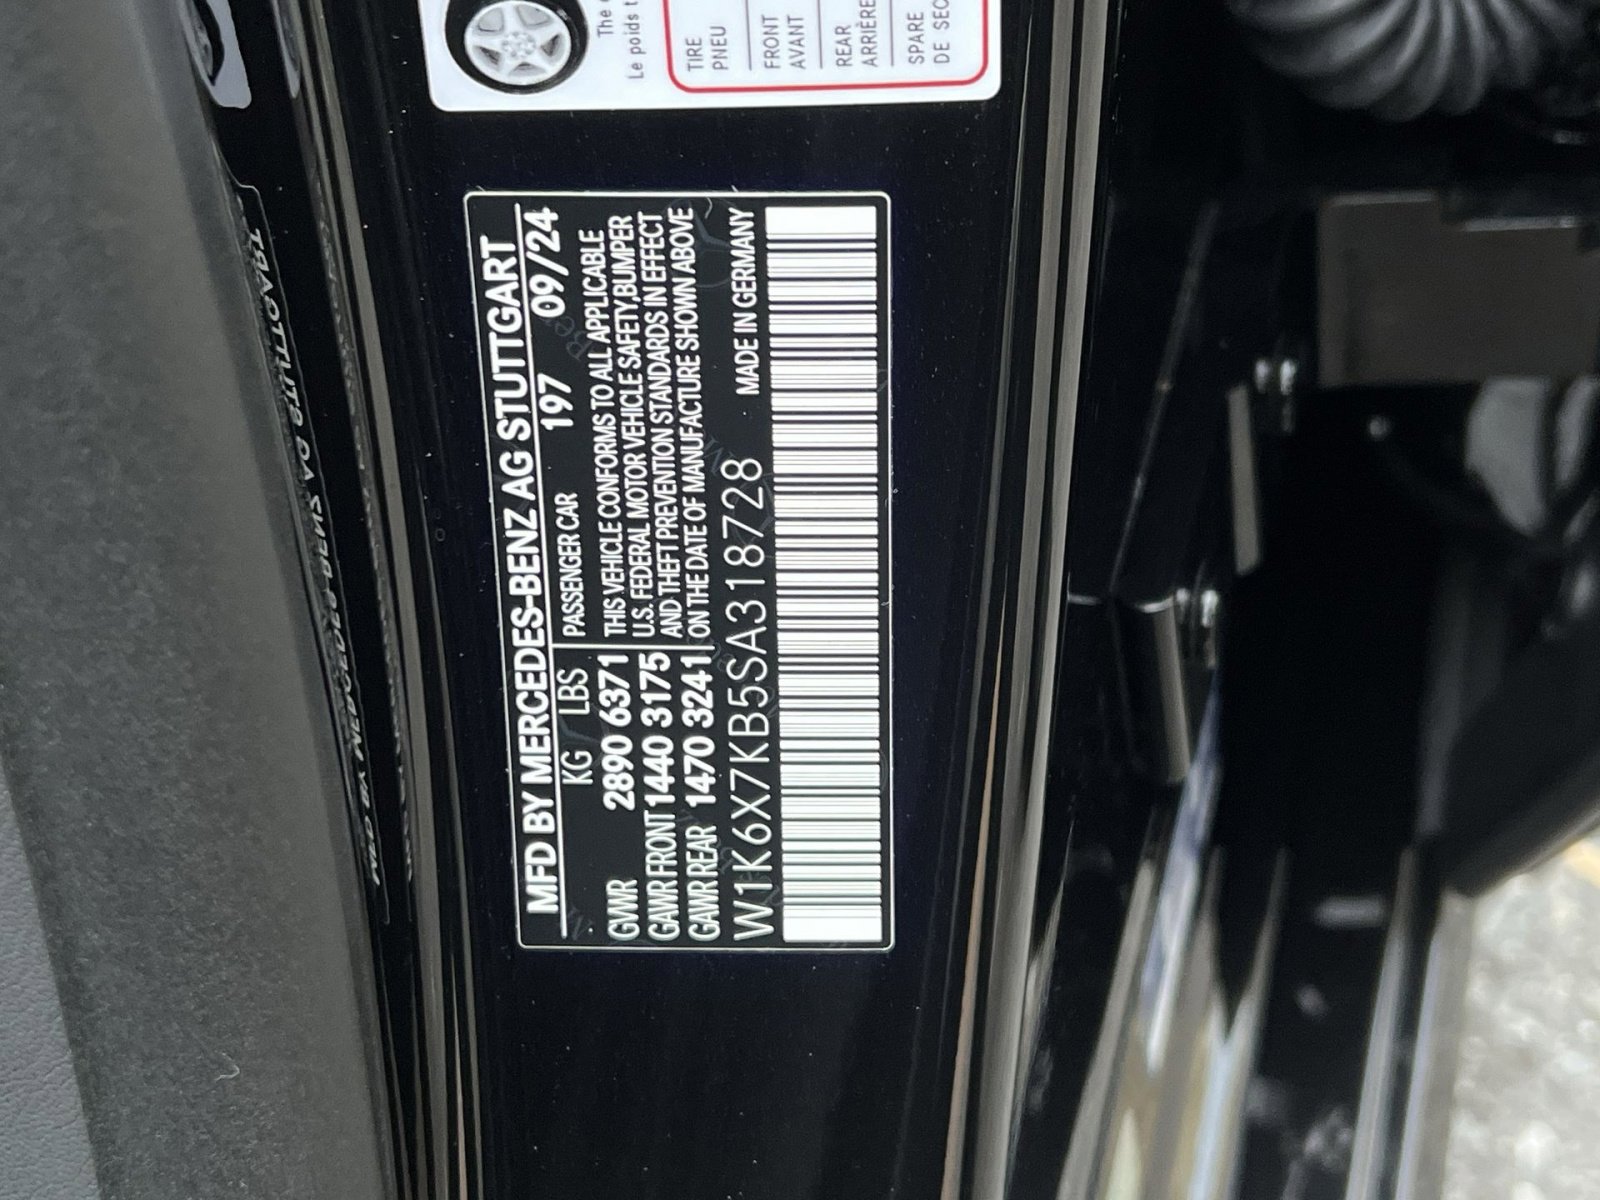 The
Le poids t
TIRE
PNEU
FRONT
AVANT
REAR
ARRIÈRE
SPARE
DE SEC
MFD BY MERCEDES-BENZ AG STUTTGART
KG LBS PASSENGER CAR 197 09/24
GVWR 2890 6371 THIS VEHICLE CONFORMS TO ALL APPLICABLE
GAWR FRONT 1440 3175 U.S. FEDERAL MOTOR VEHICLE SAFETY,BUMPER
AND THEFT PREVENTION STANDARDS IN EFFECT
GAWR REAR 1470 3241 ON THE DATE OF MANUFACTURE SHOWN ABOVE
W1K6X7KB5SA318728 MADE IN GERMANY